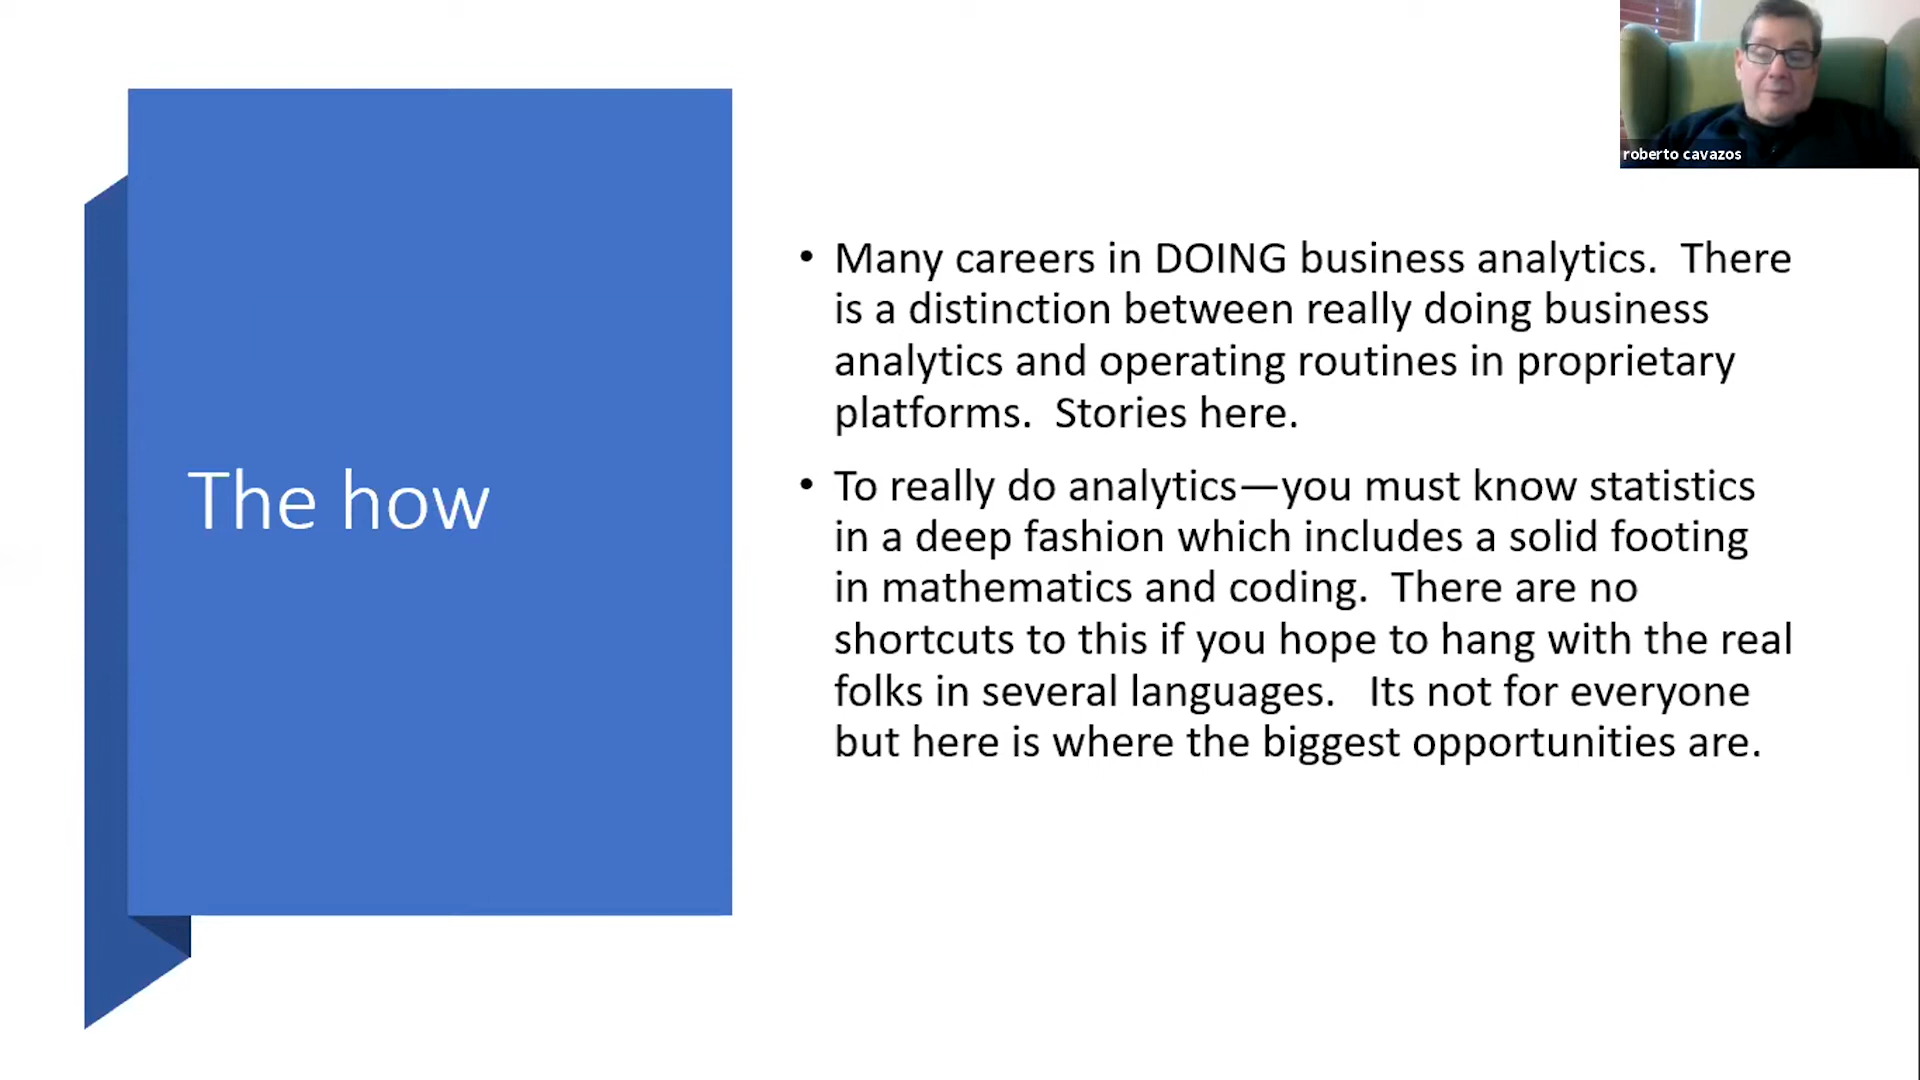 roberto cavazos
The how
• Many careers in DOING business analytics.  There
is a distinction between really doing business
analytics and operating routines in proprietary
platforms.  Stories here.
• To really do analytics—you must know statistics
in a deep fashion which includes a solid footing
in mathematics and coding.  There are no
shortcuts to this if you hope to hang with the real
folks in several languages.   Its not for everyone
but here is where the biggest opportunities are.